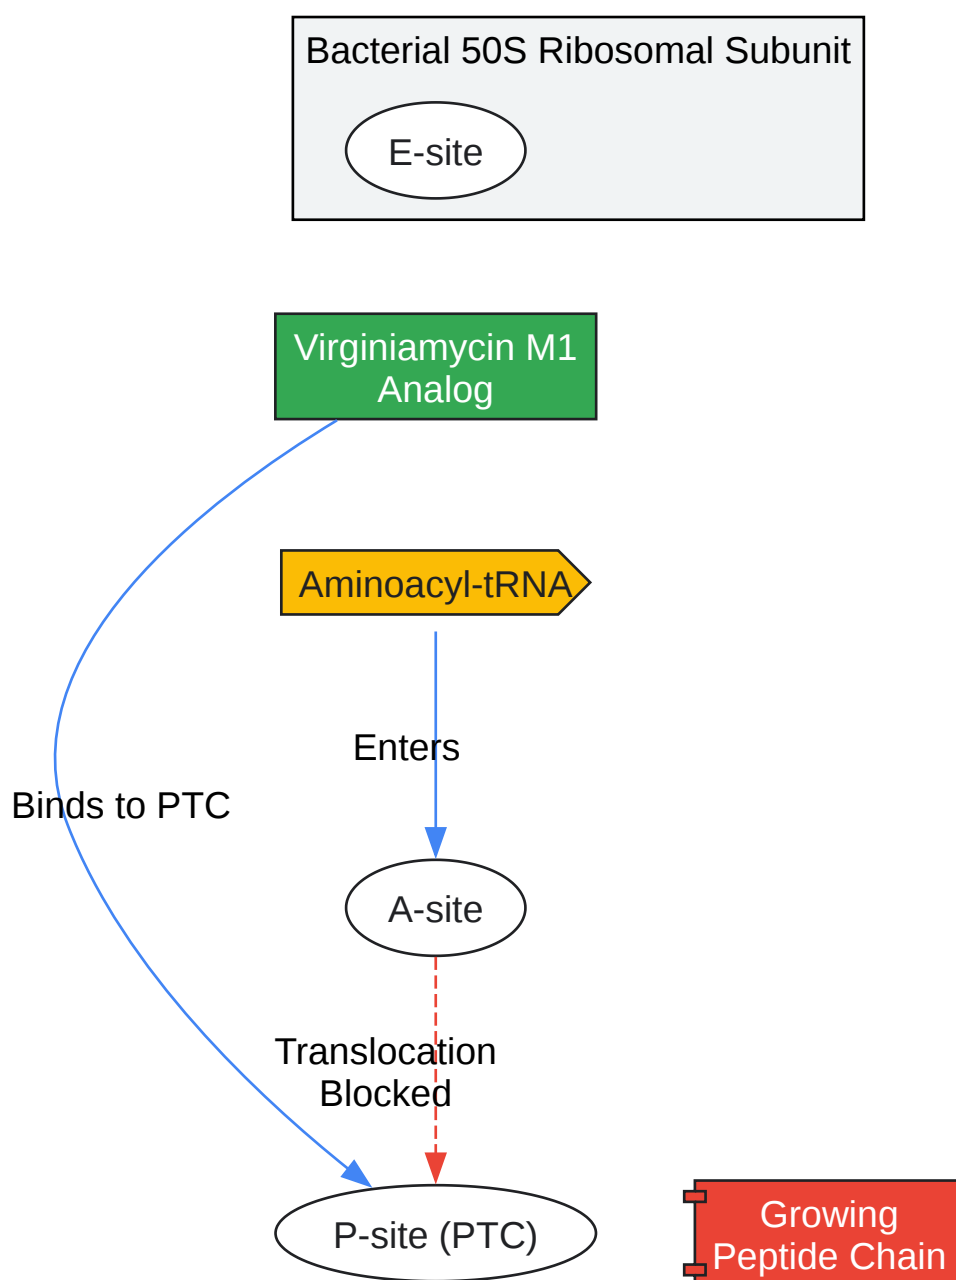 Bacterial 50S Ribosomal Subunit
E-site
Virginiamycin M1
Analog
Aminoacyl-tRNA
Enters
Binds to PTC
A-site
Translocation
Blocked
P-site (PTC)
Growing
Peptide Chain